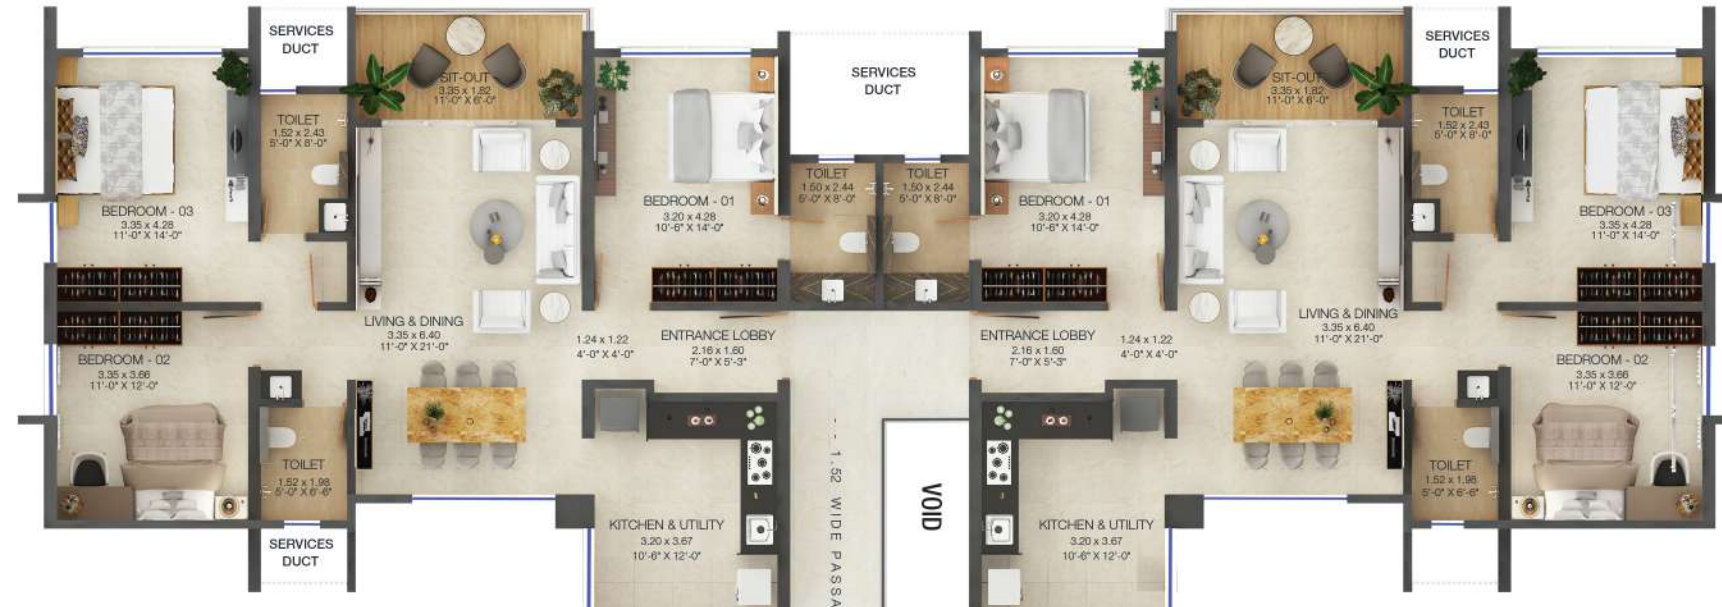 SERVICES
DUCT
SIT-OUT
3.35 x 1.82
11'-0" X 6'-0"
SERVICES
DUCT
SIT-OUT
3.35 x 1.82
11'-0" X 6'-0"
SERVICES
DUCT
TOILET
1.52 x 2.43
5'-0" X 8'-0"
TOILET
1.52 x 2.43
5'-0" X 8'-0"
BEDROOM - 03
3.35 x 4.28
11'-0" X 14'-0"
BEDROOM - 01
3.20 x 4.28
10'-6" X 14'-0"
TOILET
1.50 x 2.44
5'-0" X 8'-0"
TOILET
1.50 x 2.44
5'-0" X 8'-0"
BEDROOM - 01
3.20 x 4.28
10'-6" X 14'-0"
BEDROOM - 03
3.35 x 4.28
11'-0" X 14'-0"
LIVING & DINING
3.35 x 6.40
11'-0" X 21'-0"
1.24 x 1.22
4'-0" X 4'-0"
ENTRANCE LOBBY
2.16 x 1.60
7'-0" X 5'-3"
ENTRANCE LOBBY
2.16 x 1.60
7'-0" X 5'-3"
1.24 x 1.22
4'-0" X 4'-0"
LIVING & DINING
3.35 x 6.40
11'-0" X 21'-0"
BEDROOM - 02
3.35 x 3.66
11'-0" X 12'-0"
BEDROOM - 02
3.35 x 3.66
11'-0" X 12'-0"
TOILET
1.52 x 1.98
5'-0" X 6'-6"
TOILET
1.52 x 1.98
5'-0" X 6'-6"
KITCHEN & UTILITY
3.20 x 3.67
10'-6" X 12'-0"
- - 1.52 WIDE PASSA
VOID
KITCHEN & UTILITY
3.20 x 3.67
10'-6" X 12'-0"
SERVICES
DUCT